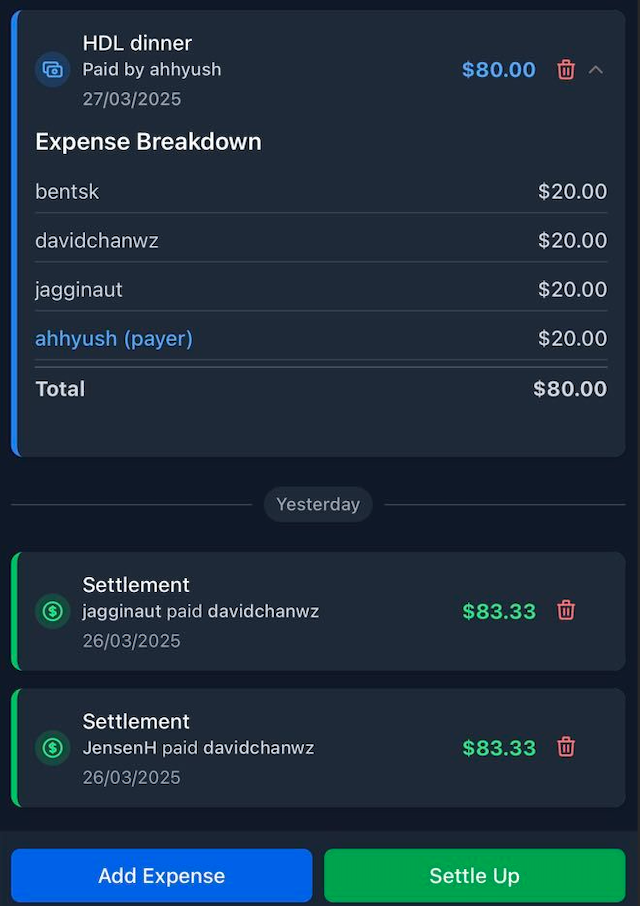 HDL dinner
Paid by ahhyush
$80.00
27/03/2025
Expense Breakdown
bentsk $20.00
davidchanwz $20.00
jagginaut $20.00
ahhyush (payer) $20.00
Total $80.00
Yesterday
Settlement
jagginaut paid davidchanwz
$83.33
26/03/2025
Settlement
JensenH paid davidchanwz
$83.33
26/03/2025
Add Expense
Settle Up